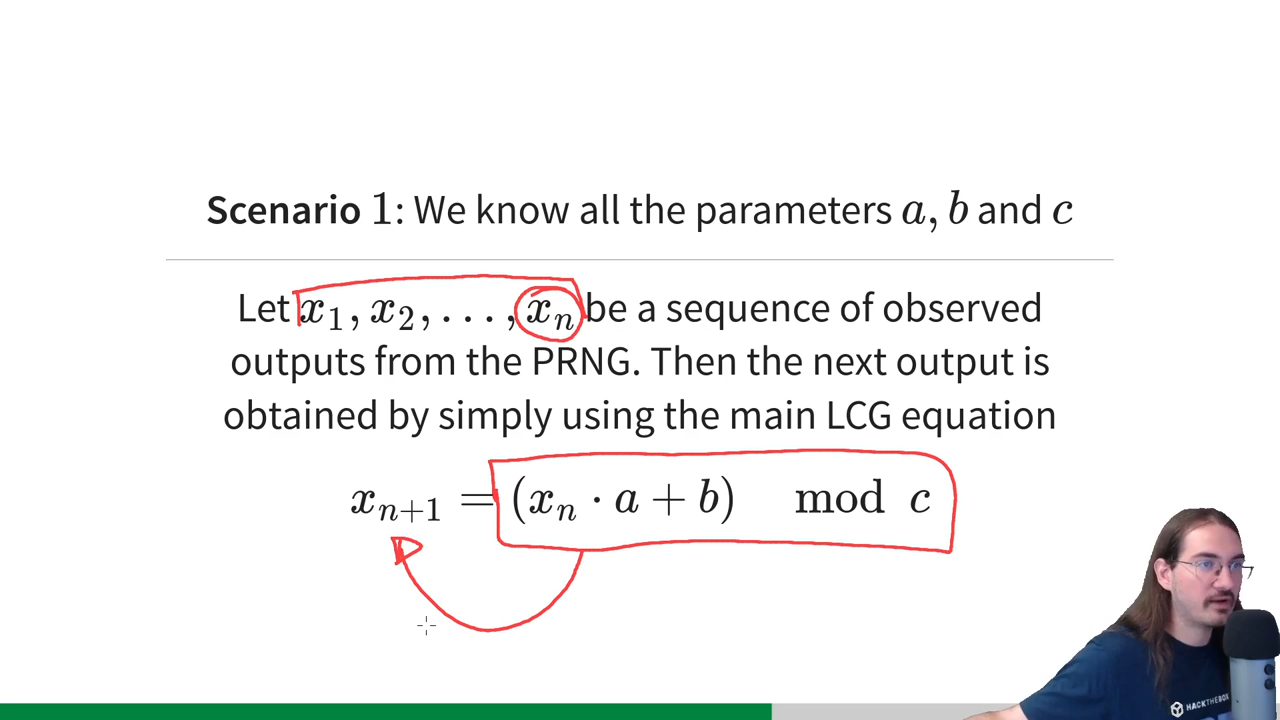 Scenario 1: We know all the parameters a, b and c
Let x₁, x₂, . . . , xₙ be a sequence of observed
outputs from the PRNG. Then the next output is
obtained by simply using the main LCG equation
xₙ₊₁ = (xₙ · a + b) mod c
HACKTHEBOX